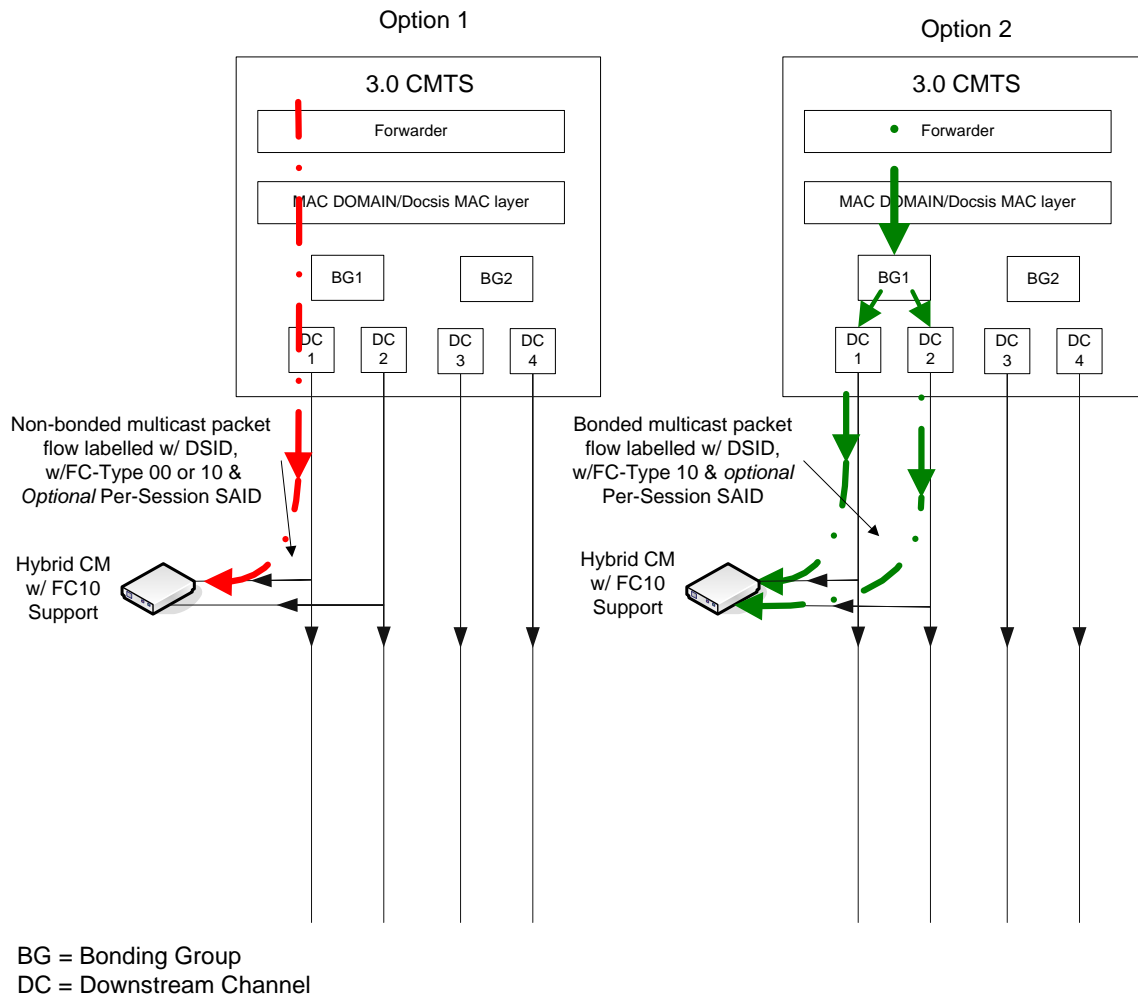 Option 1
3.0 CMTS
Forwarder
MAC DOMAIN/Docsis MAC layer
BG1
BG2
DC
1
DC
2
DC
3
DC
4
Non-bonded multicast packet
flow labelled w/ DSID,
w/FC-Type 00 or 10 &
Optional Per-Session SAID
Hybrid CM
w/ FC10
Support
Option 2
3.0 CMTS
Forwarder
MAC DOMAIN/Docsis MAC layer
BG1
BG2
DC
1
DC
2
DC
3
DC
4
Bonded multicast packet
flow labelled w/ DSID,
w/FC-Type 10 & optional
Per-Session SAID
Hybrid CM
w/ FC10
Support
BG = Bonding Group
DC = Downstream Channel